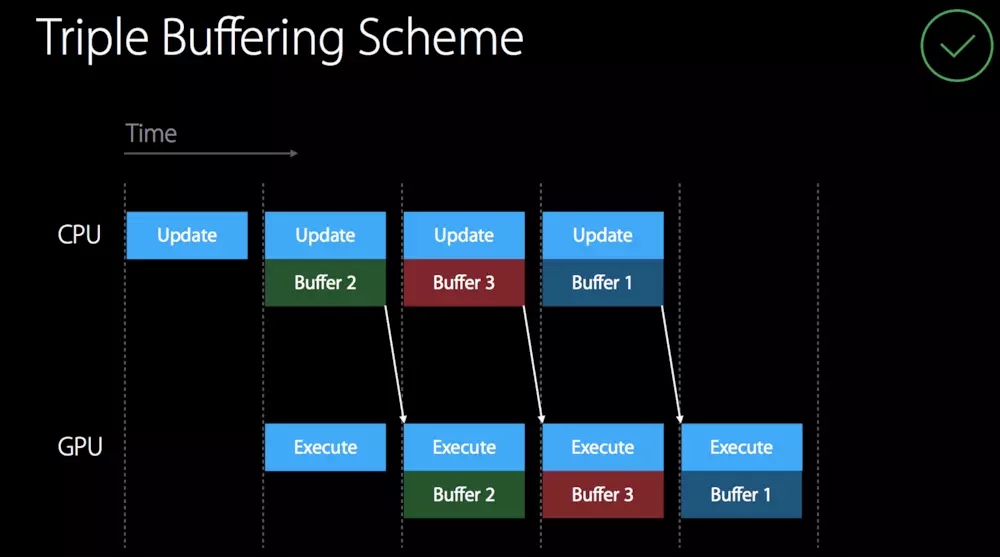 Triple Buffering Scheme
Time
CPU
Update
Update
Update
Update
Buffer 2
Buffer 3
Buffer 1
GPU
Execute
Execute
Execute
Execute
Buffer 2
Buffer 3
Buffer 1